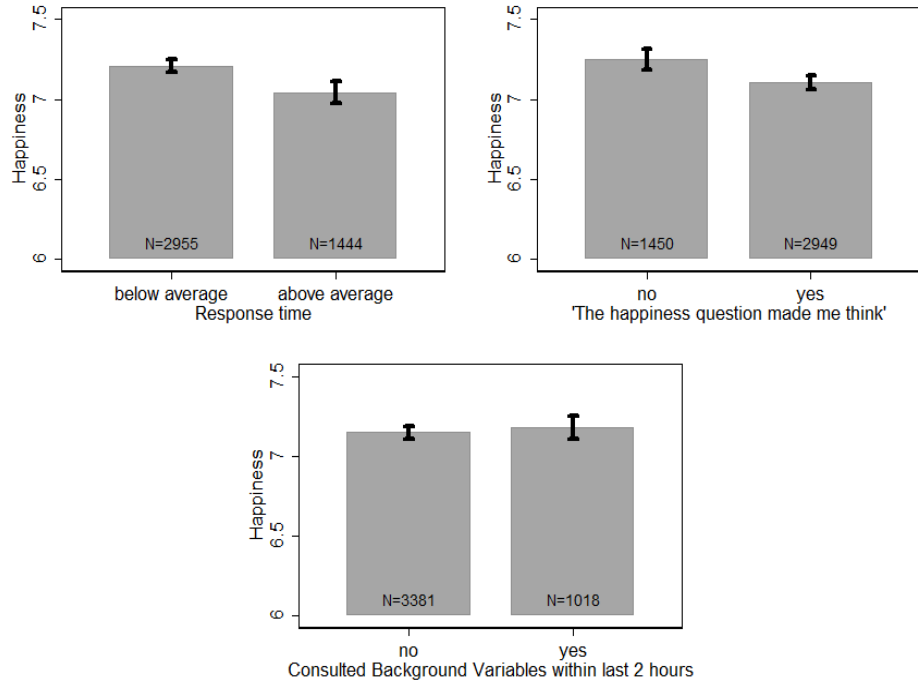 7.5
7
6.5
6
Happiness
N=2955
N=1444
below average
above average
Response time
7.5
7
6.5
6
Happiness
N=1450
N=2949
no
yes
'The happiness question made me think'
7.5
7
6.5
6
Happiness
N=3381
N=1018
no
yes
Consulted Background Variables within last 2 hours